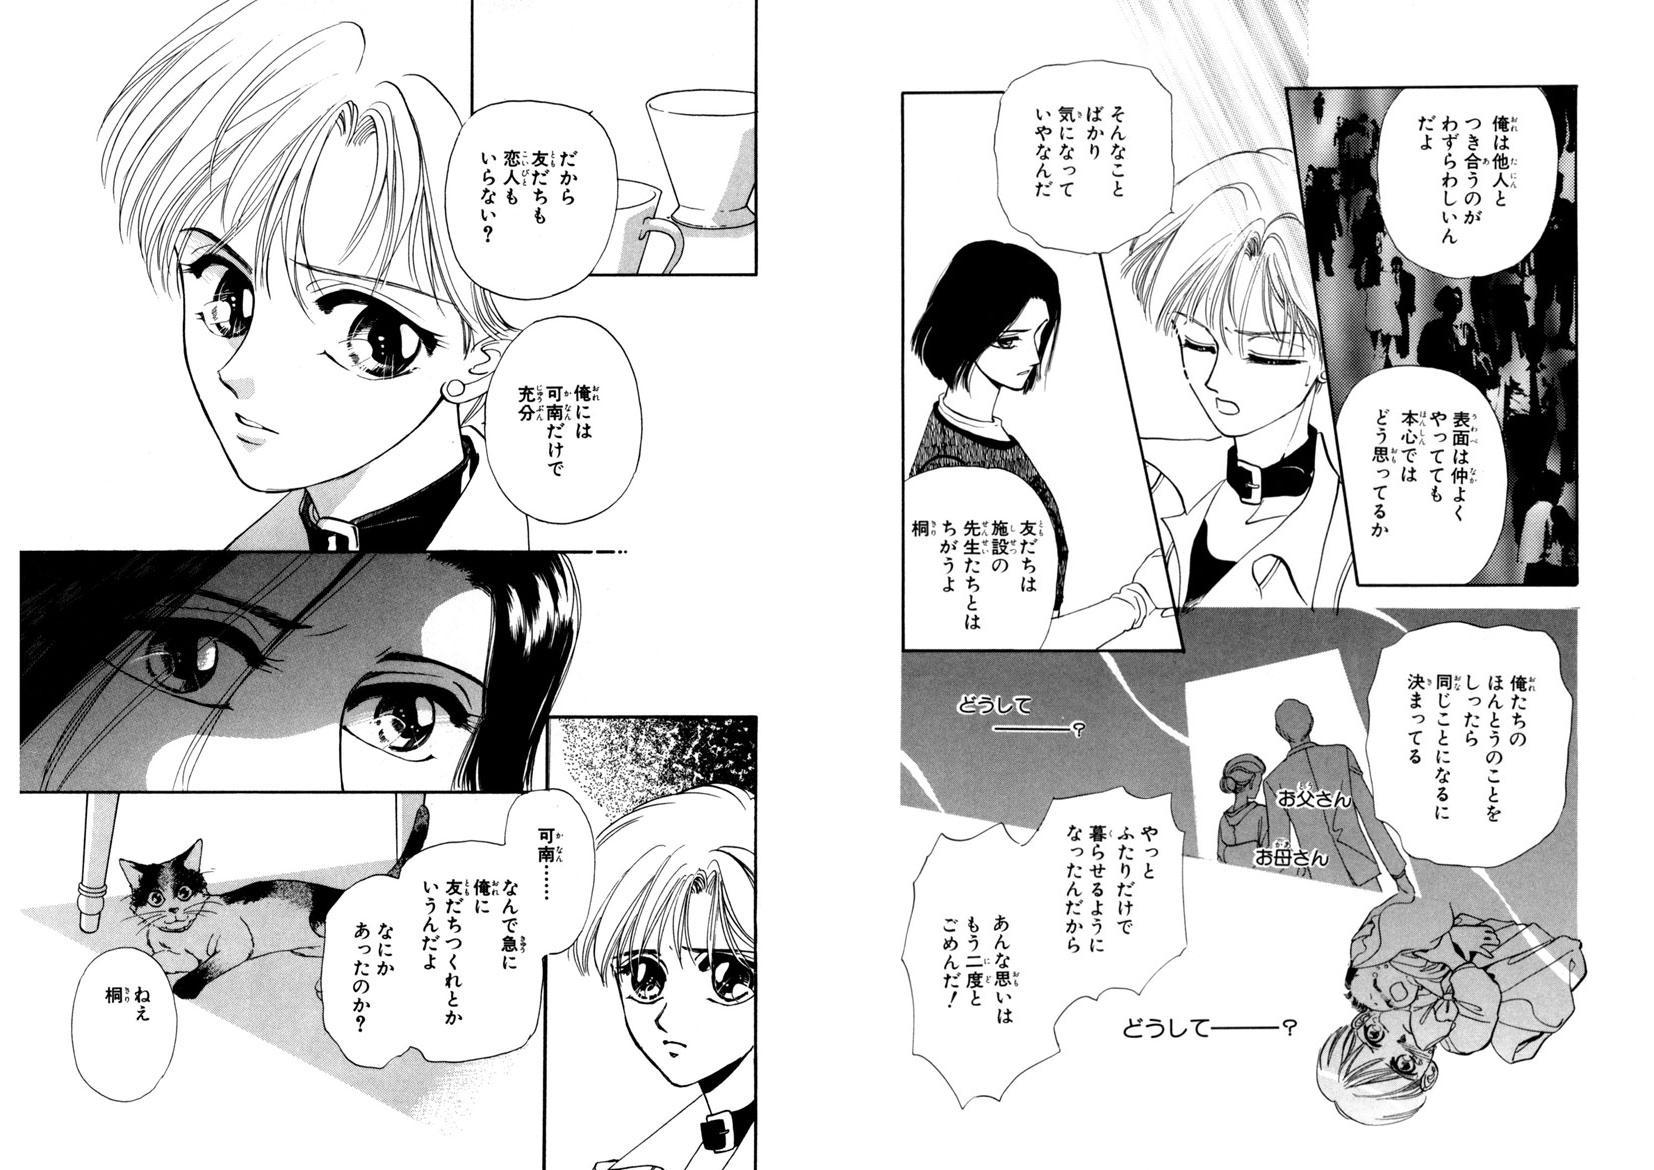 俺は他人と
つき合うのが
わずらわしいん
だよ
表面は仲よく
やってても
本心では
どう思ってるか
そんなこと
ばかり
気になって
いやなんだ
友だちは
施設の
先生たちとは
ちがうよ
桐
俺たちの
ほんとうのことを
しったら
同じことになるに
決まってる
お父さん
お母さん
どうして
――?
やっと
ふたりだけで
暮らせるように
なったんだから
あんな思いは
もう二度と
ごめんだ!
どうして――?
だから
友だちも
恋人も
いらない?
俺には
可南だけで
充分
可南……
なんで急に
俺に
友だちつくれとか
いうんだよ
なにか
あったのか?
ねえ
桐